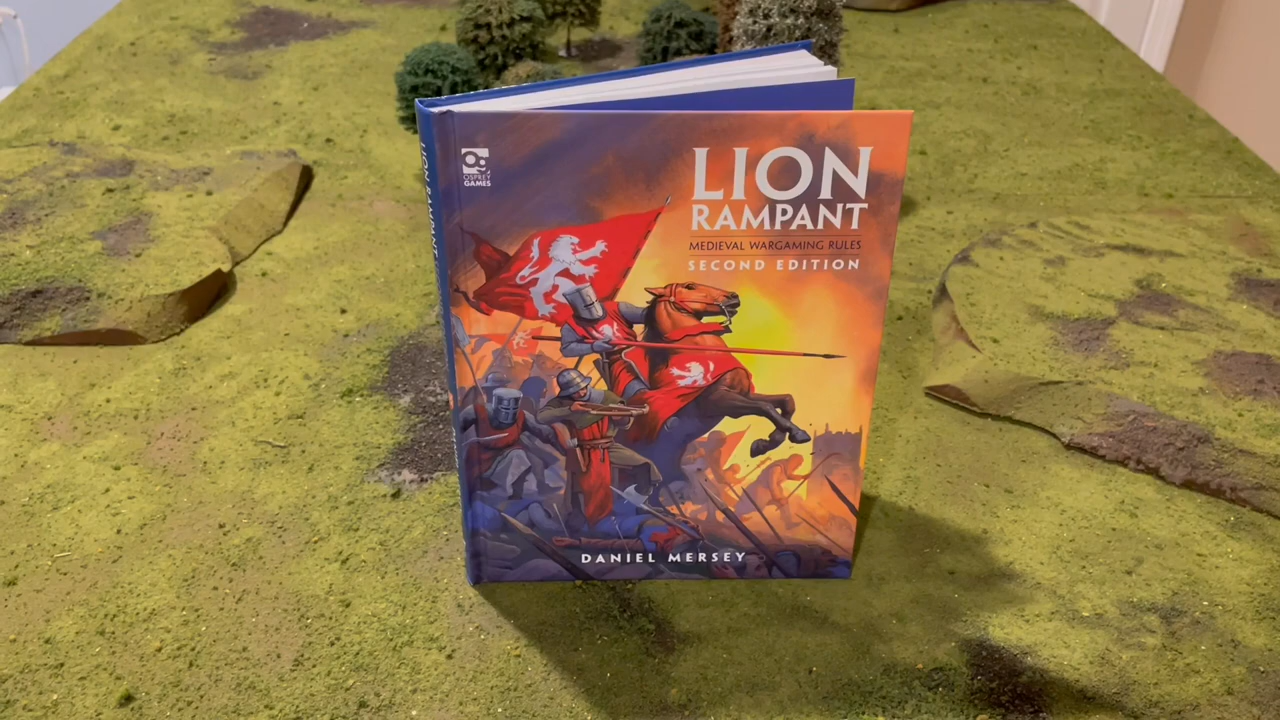 OSPREY
GAMES
LION RAMPANT
LION
RAMPANT
MEDIEVAL WARGAMING RULES
SECOND EDITION
DANIEL MERSEY